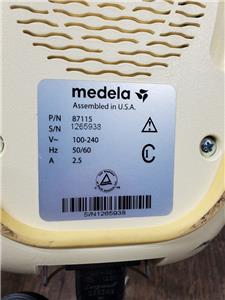 medela
Assembled in U.S.A.
P/N 87115
S/N 1265938
V~ 100-240
Hz 50/60
A 2.5
S/N1265938